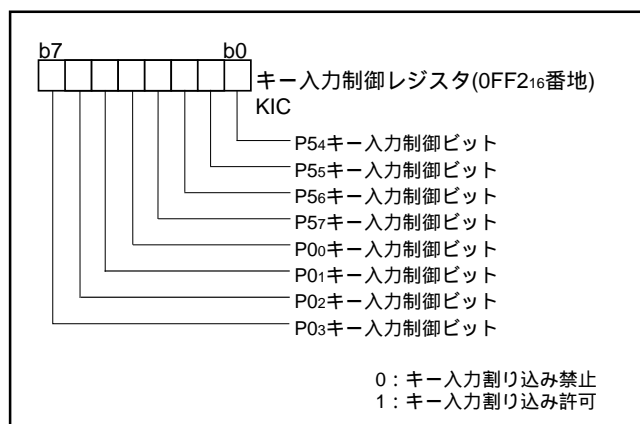 b7 b0
キー入力制御レジスタ(0FF216番地)
KIC
P54キー入力制御ビット
P55キー入力制御ビット
P56キー入力制御ビット
P57キー入力制御ビット
P00キー入力制御ビット
P01キー入力制御ビット
P02キー入力制御ビット
P03キー入力制御ビット
0：キー入力割り込み禁止
1：キー入力割り込み許可